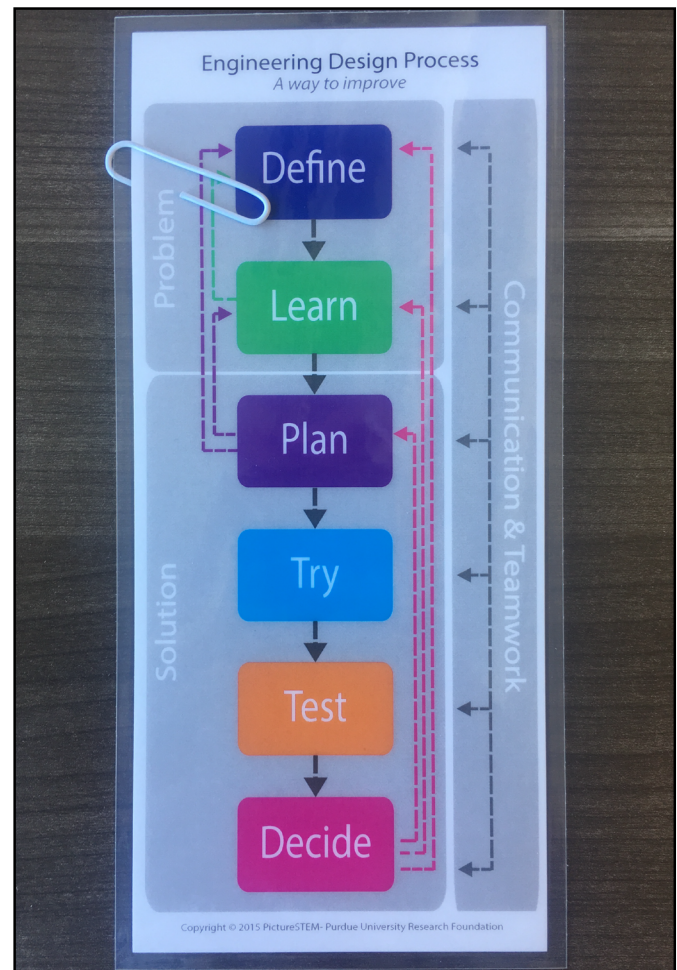 Engineering Design Process
A way to improve
Problem
Define
Learn
Solution
Plan
Try
Test
Decide
Communication & Teamwork
Copyright © 2015 PictureSTEM- Purdue University Research Foundation